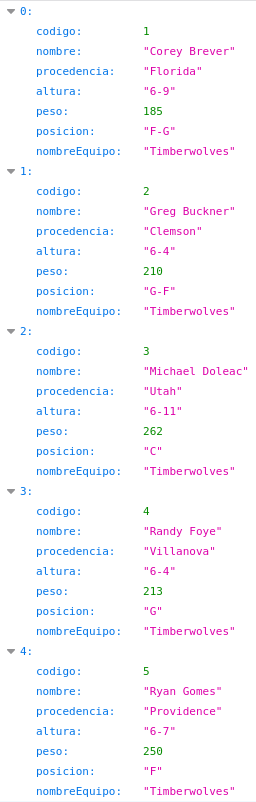 0:
codigo: 1
nombre: "Corey Brever"
procedencia: "Florida"
altura: "6-9"
peso: 185
posicion: "F-G"
nombreEquipo: "Timberwolves"
1:
codigo: 2
nombre: "Greg Buckner"
procedencia: "Clemson"
altura: "6-4"
peso: 210
posicion: "G-F"
nombreEquipo: "Timberwolves"
2:
codigo: 3
nombre: "Michael Doleac"
procedencia: "Utah"
altura: "6-11"
peso: 262
posicion: "C"
nombreEquipo: "Timberwolves"
3:
codigo: 4
nombre: "Randy Foye"
procedencia: "Villanova"
altura: "6-4"
peso: 213
posicion: "G"
nombreEquipo: "Timberwolves"
4:
codigo: 5
nombre: "Ryan Gomes"
procedencia: "Providence"
altura: "6-7"
peso: 250
posicion: "F"
nombreEquipo: "Timberwolves"